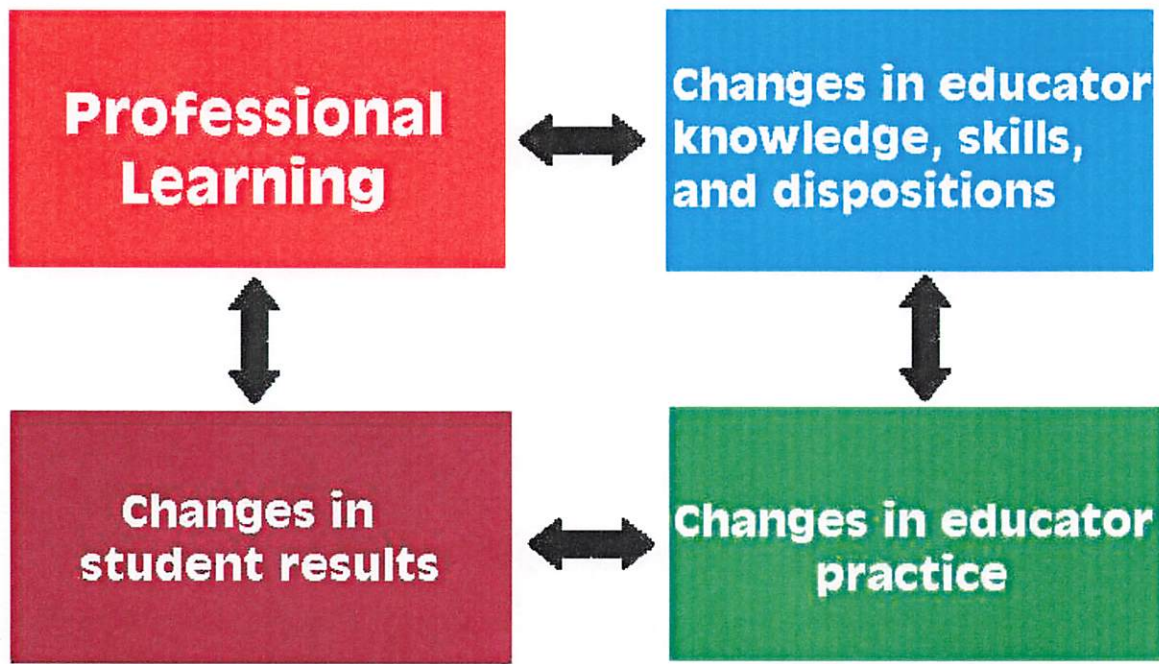 Professional
Learning
Changes in educator
knowledge, skills,
and dispositions
Changes in
student results
Changes in educator
practice